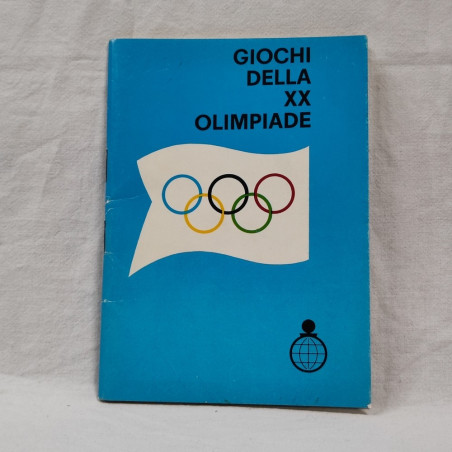 GIOCHI
DELLA
XX
OLIMPIADE